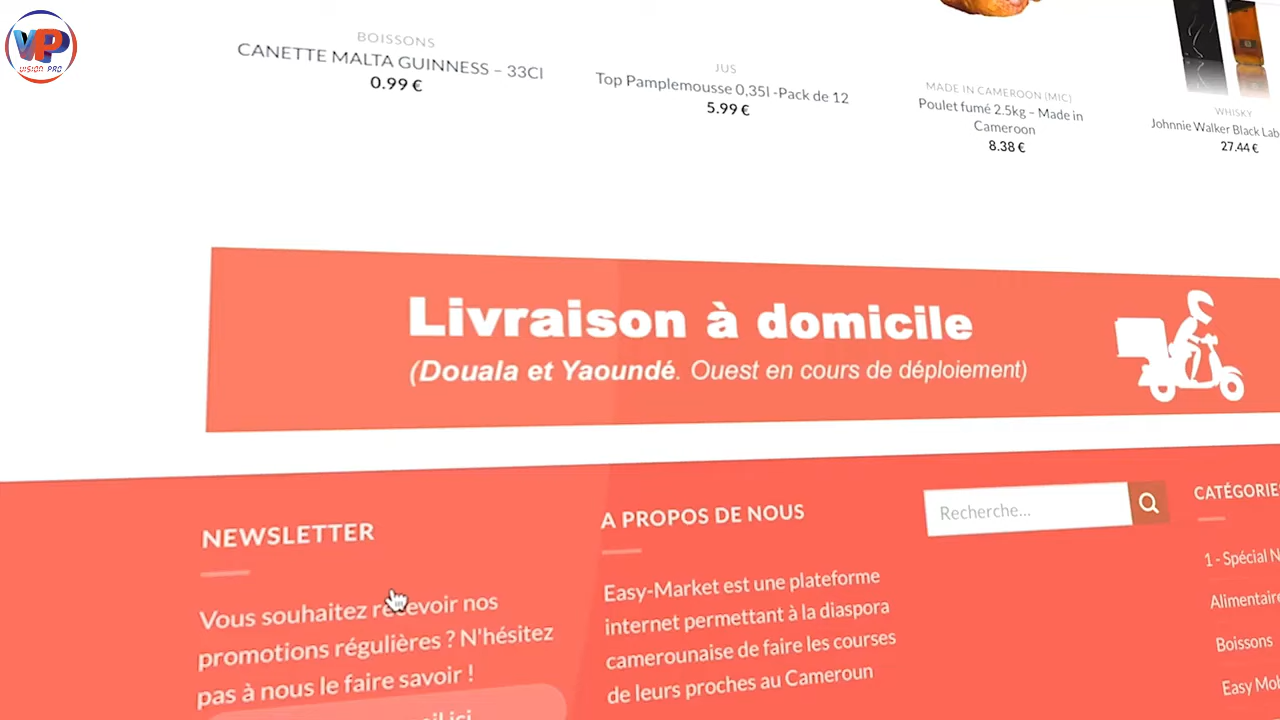 VP
VISION PRO
BOISSONS
CANETTE MALTA GUINNESS – 33Cl
0.99 €
JUS
Top Pamplemousse 0,35l -Pack de 12
5.99 €
MADE IN CAMEROON (MIC)
Poulet fumé 2.5kg – Made in
Cameroon
8.38 €
WHISKY
Johnnie Walker Black Lab
27.44 €
Livraison à domicile
(Douala et Yaoundé. Ouest en cours de déploiement)
NEWSLETTER
Vous souhaitez recevoir nos
promotions régulières ? N'hésitez
pas à nous le faire savoir !
ici
A PROPOS DE NOUS
Easy-Market est une plateforme
internet permettant à la diaspora
camerounaise de faire les courses
de leurs proches au Cameroun
Recherche...
CATÉGORIES
1 - Spécial N
Alimentaire
Boissons
Easy Mob